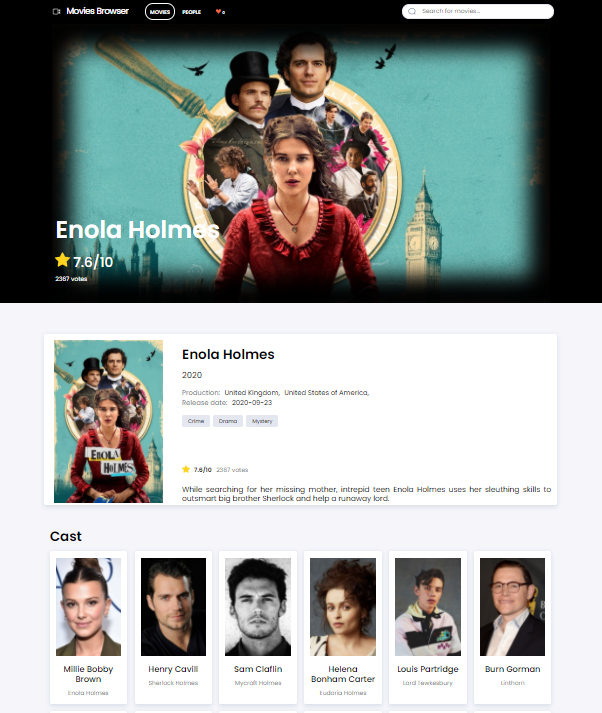 Movies Browser MOVIES PEOPLE 0 Search for movies...
Enola Holmes
7.6/10
2367 votes
Enola Holmes
2020
Production: United Kingdom, United States of America,
Release date: 2020-09-23
Crime Drama Mystery
ENOLA
HOLMES
7.6/10 2367 votes
While searching for her missing mother, intrepid teen Enola Holmes uses her sleuthing skills to
outsmart big brother Sherlock and help a runaway lord.
Cast
Millie Bobby
Brown
Enola Holmes
Henry Cavill
Sherlock Holmes
Sam Claflin
Mycroft Holmes
Helena
Bonham Carter
Eudoria Holmes
Louis Partridge
Lord Tewkesbury
Burn Gorman
Linthorn